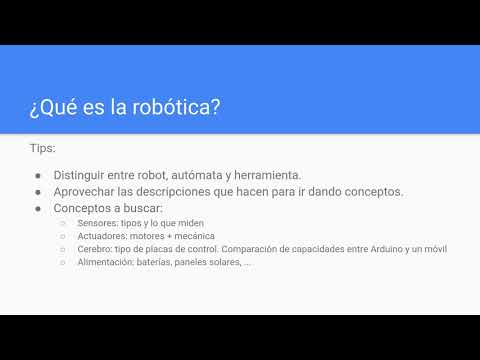 ¿Qué es la robótica?
Tips:
● Distinguir entre robot, autómata y herramienta.
● Aprovechar las descripciones que hacen para ir dando conceptos.
● Conceptos a buscar:
○ Sensores: tipos y lo que miden
○ Actuadores: motores + mecánica
○ Cerebro: tipo de placas de control. Comparación de capacidades entre Arduino y un móvil
○ Alimentación: baterías, paneles solares, ...